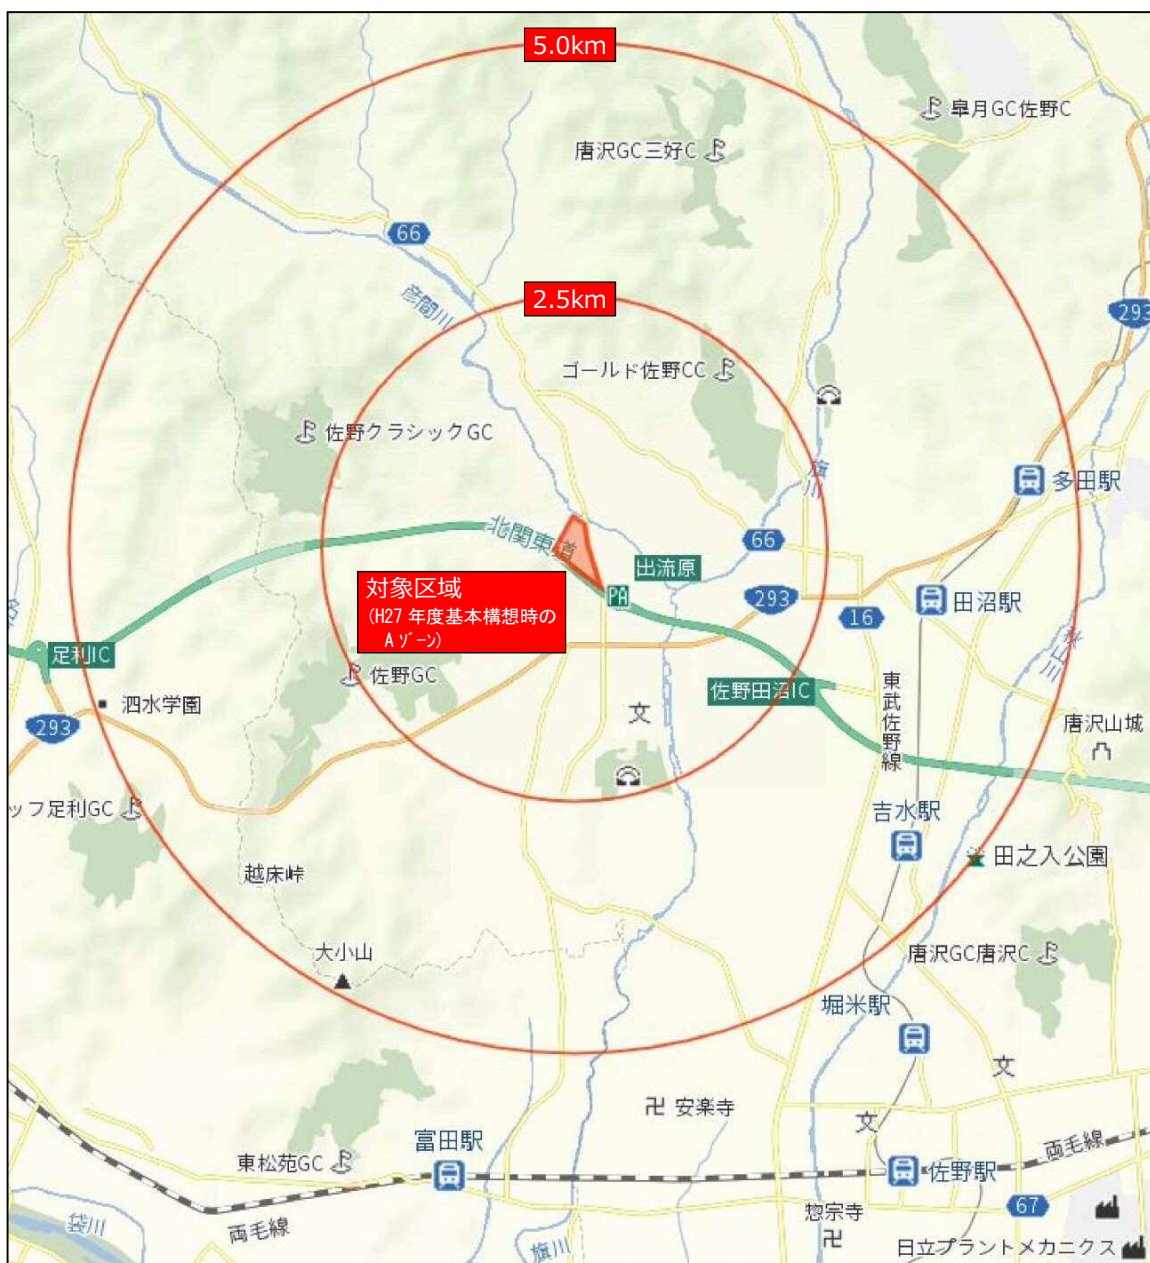 5.0km
皐月GC佐野C
唐沢GC三好C
66
彦間川
2.5km
293
ゴールド佐野CC
佐野クラシックGC
旗川
多田駅
北関東道
66
出流原
対象区域
(H27 年度基本構想時の
A ゾーン)
PA
293
田沼駅
16
秋山川
足利IC
佐野GC
佐野田沼IC
泗水学園
293
文
東武佐野線
唐沢山城
ッフ足利GC
吉水駅
田之入公園
越床峠
大小山
唐沢GC唐沢C
堀米駅
文
卍 安楽寺
文
富田駅
両毛線
東松苑GC
佐野駅
67
袋川
両毛線
旗川
惣宗寺
卍
日立プラントメカニクス